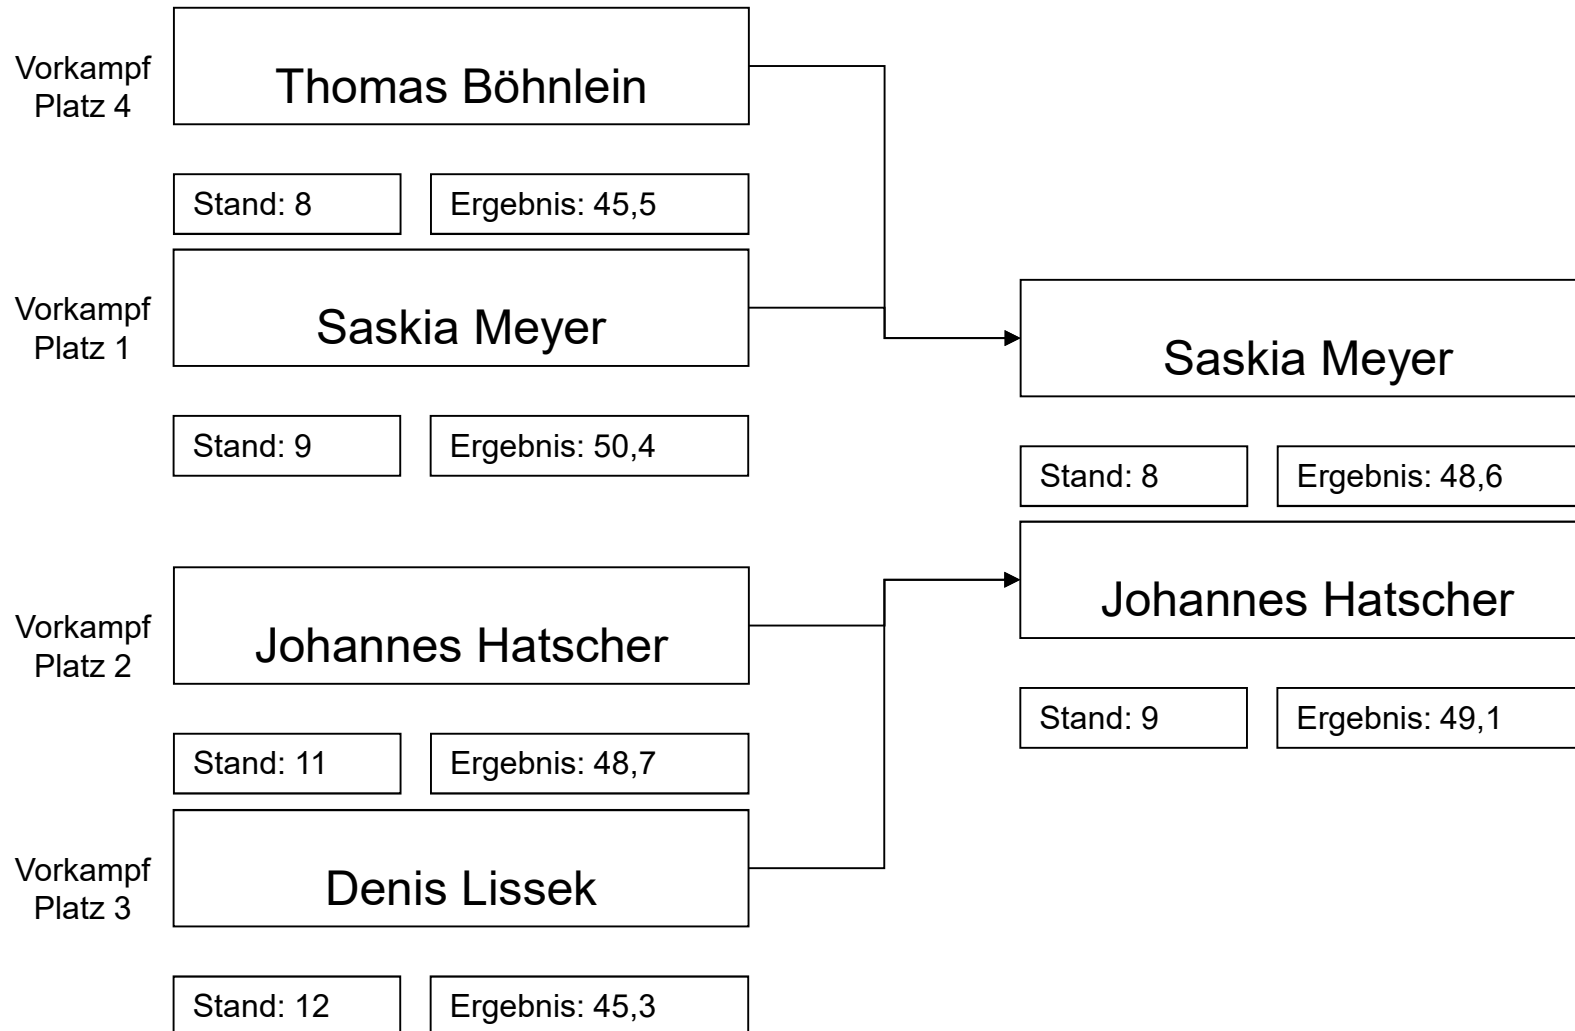 Vorkampf
Platz 4
Thomas Böhnlein
Stand: 8
Ergebnis: 45,5
Vorkampf
Platz 1
Saskia Meyer
Stand: 9
Ergebnis: 50,4
Vorkampf
Platz 2
Johannes Hatscher
Stand: 11
Ergebnis: 48,7
Vorkampf
Platz 3
Denis Lissek
Stand: 12
Ergebnis: 45,3
Saskia Meyer
Stand: 8
Ergebnis: 48,6
Johannes Hatscher
Stand: 9
Ergebnis: 49,1